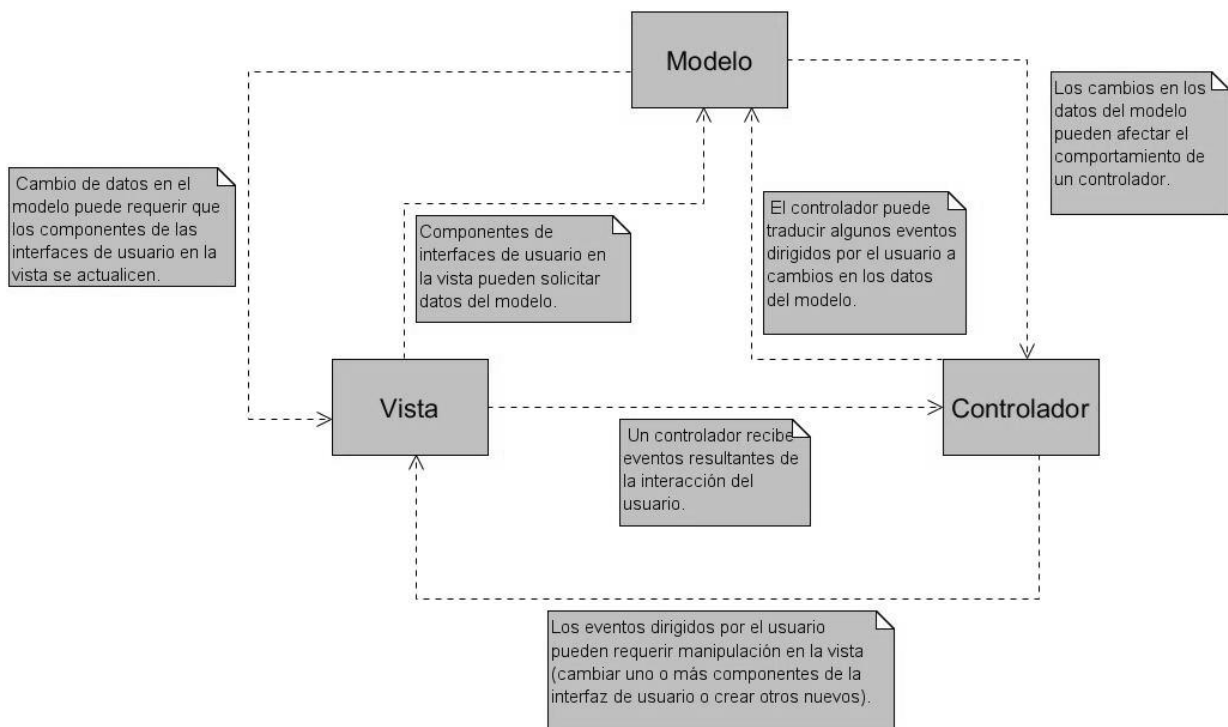 Modelo
Los cambios en los
datos del modelo
pueden afectar el
comportamiento de
un controlador.
Cambio de datos en el
modelo puede requerir que
los componentes de las
interfaces de usuario en la
vista se actualicen.
Componentes de
interfaces de usuario en
la vista pueden solicitar
datos del modelo.
El controlador puede
traducir algunos eventos
dirigidos por el usuario a
cambios en los datos
del modelo.
Vista
Controlador
Un controlador recibe
eventos resultantes de
la interacción del
usuario.
Los eventos dirigidos por el usuario
pueden requerir manipulación en la vista
(cambiar uno o más componentes de la
interfaz de usuario o crear otros nuevos).